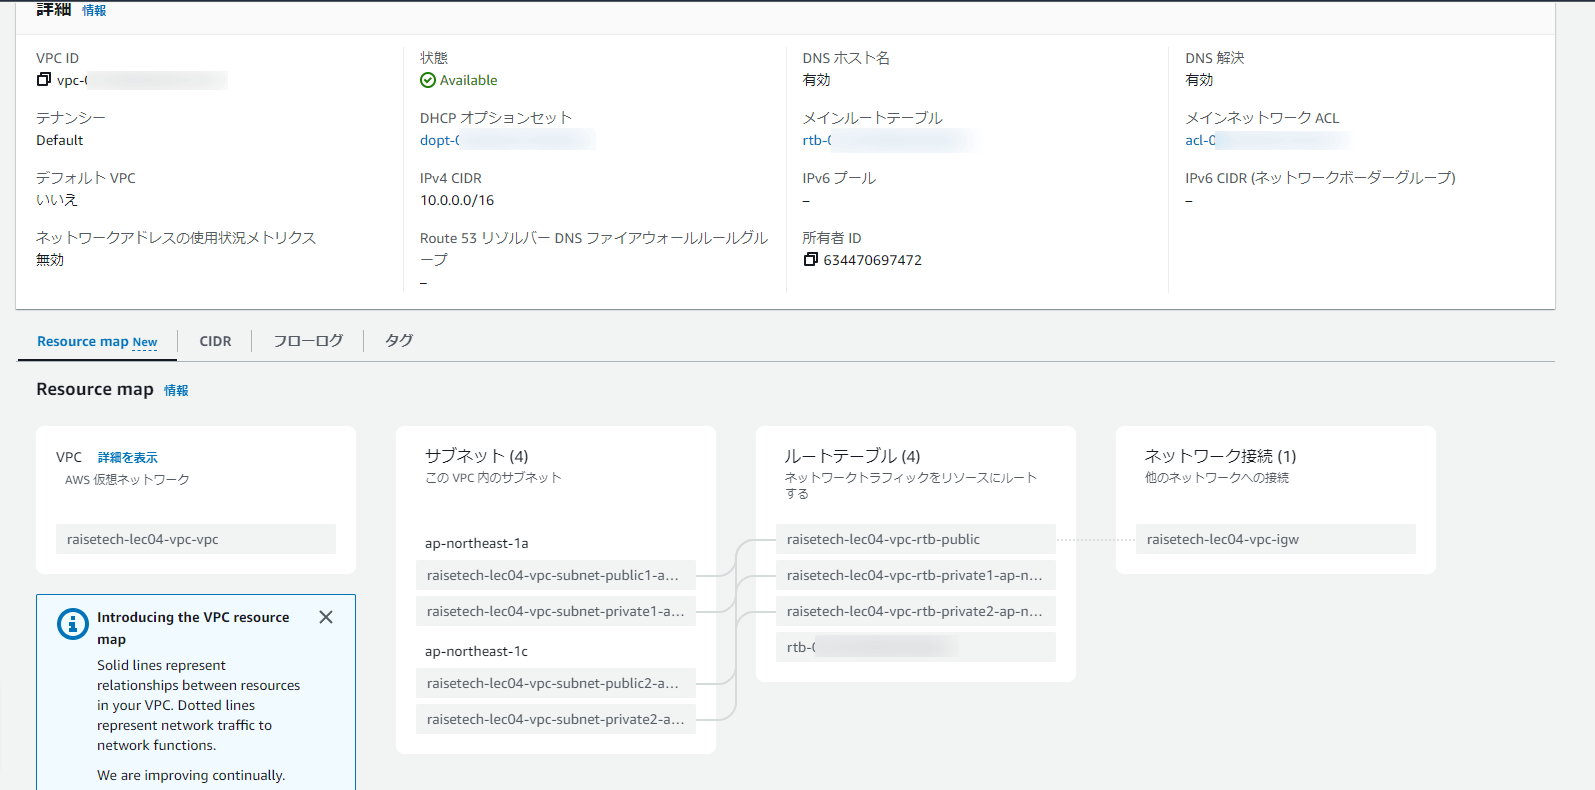 詳細 情報
VPC ID
vpc-0
状態
Available
DNS ホスト名
有効
DNS 解決
有効
テナンシー
Default
DHCP オプションセット
dopt-0
メインルートテーブル
rtb-0
メインネットワーク ACL
acl-0
デフォルト VPC
いいえ
IPv4 CIDR
10.0.0.0/16
IPv6 プール
–
IPv6 CIDR (ネットワークボーダーグループ)
–
ネットワークアドレスの使用状況メトリクス
無効
Route 53 リゾルバー DNS ファイアウォールルールグル
ープ
–
所有者 ID
634470697472
Resource map New
CIDR
フローログ
タグ
Resource map 情報
VPC 詳細を表示
AWS 仮想ネットワーク
raisetech-lec04-vpc-vpc
サブネット (4)
この VPC 内のサブネット
ap-northeast-1a
raisetech-lec04-vpc-subnet-public1-a...
raisetech-lec04-vpc-subnet-private1-a...
ap-northeast-1c
raisetech-lec04-vpc-subnet-public2-a...
raisetech-lec04-vpc-subnet-private2-a...
ルートテーブル (4)
ネットワークトラフィックをリソースにルート
する
raisetech-lec04-vpc-rtb-public
raisetech-lec04-vpc-rtb-private1-ap-n...
raisetech-lec04-vpc-rtb-private2-ap-n...
rtb-0
ネットワーク接続 (1)
他のネットワークへの接続
raisetech-lec04-vpc-igw
Introducing the VPC resource
map
Solid lines represent
relationships between resources
in your VPC. Dotted lines
represent network traffic to
network functions.
We are improving continually.